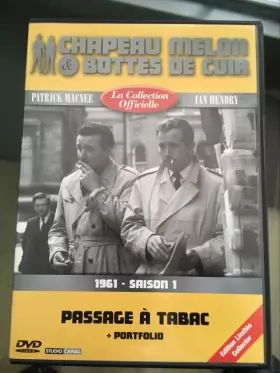 CHAPEAU MELON
& BOTTES DE CUIR
PATRICK MACNEE
La Collection
Officielle
IAN HENDRY
1961 - SAISON 1
PASSAGE À TABAC
+ PORTFOLIO
DVD
VIDEO
STUDIO CANAL
Edition Limitée
Collector